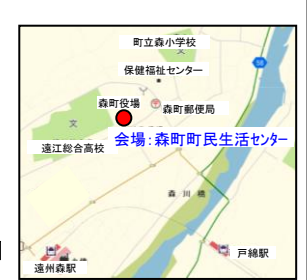 町立森小学校
58
保健福祉センター
森町役場
森町郵便局
会場:森町町民生活センター
遠江総合高校
森川橋
戸綿駅
遠州森駅